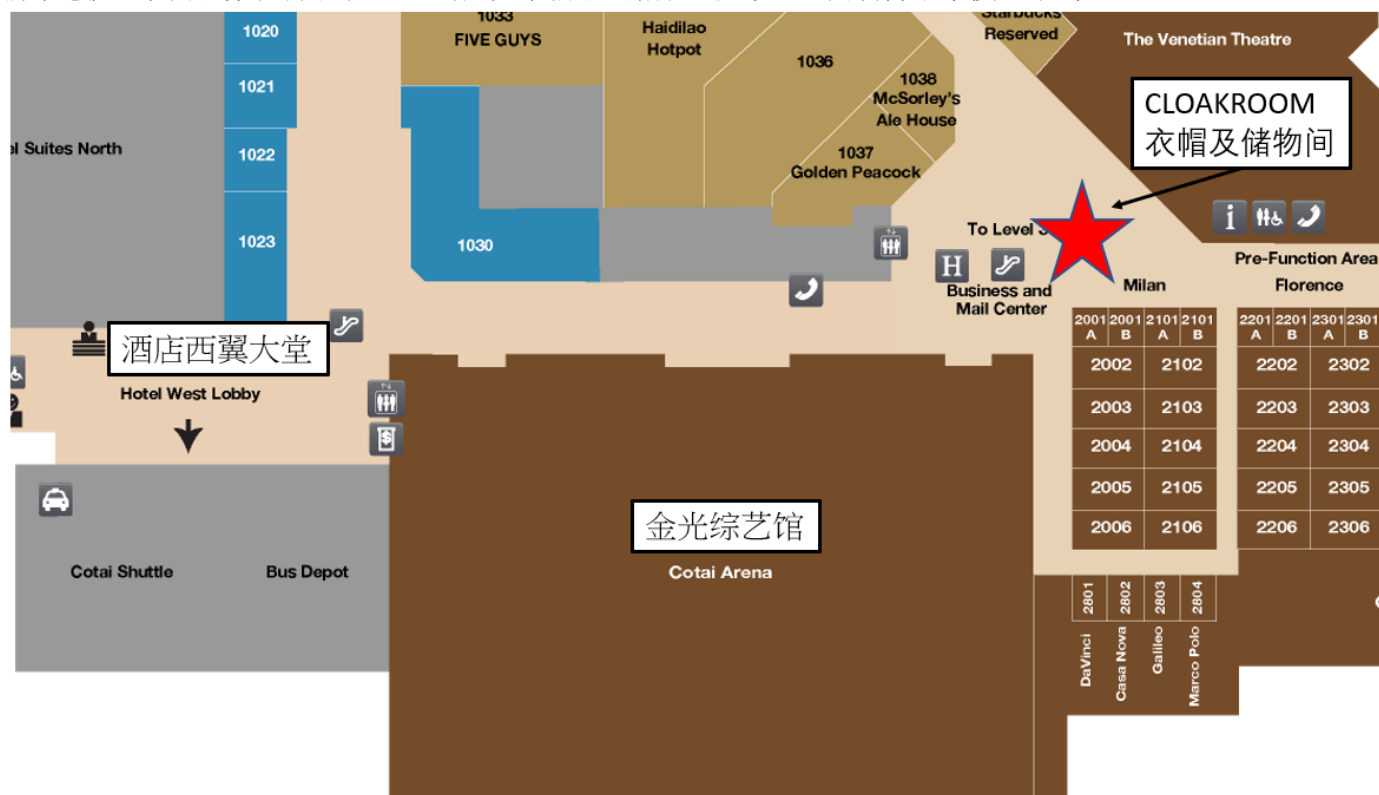 1020
1033
FIVE GUYS
Haidilao
Hotpot
Starbucks
Reserved
The Venetian Theatre
1021
1036
1038
McSorley's
Ale House
CLOAKROOM
衣帽及储物间
Suites North
1022
1037
Golden Peacock
1023
1030
To Level
H
i
Business and
Mail Center
Pre-Function Area
Milan
Florence
酒店西翼大堂
Hotel West Lobby
2001 2001 2101 2101
A B A B
2201 2201 2301 2301
A B A B
2002 2102 2202 2302
2003 2103 2203 2303
2004 2104 2204 2304
2005 2105 2205 2305
2006 2106 2206 2306
$
金光综艺馆
Cotai Arena
Cotai Shuttle
Bus Depot
2801 2802 2803 2804
DaVinci
Casa Nova
Galileo
Marco Polo